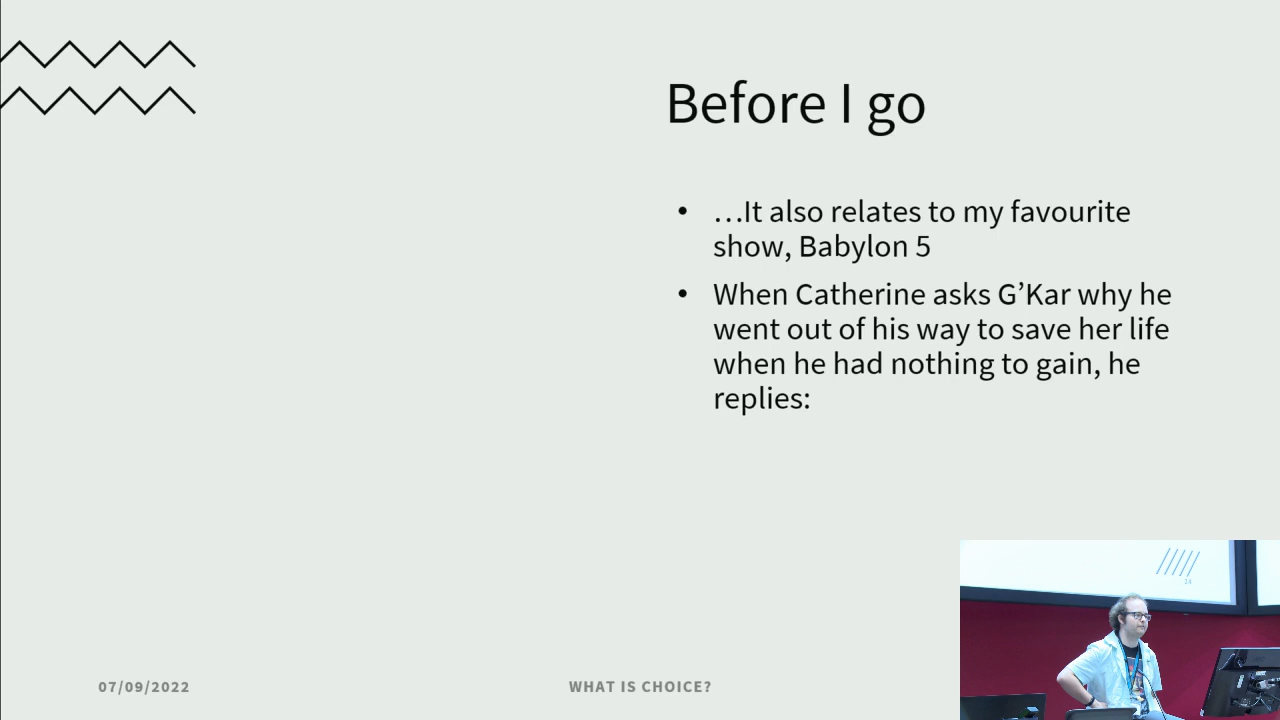 Before I go
• …It also relates to my favourite
show, Babylon 5
• When Catherine asks G’Kar why he
went out of his way to save her life
when he had nothing to gain, he
replies:
14
07/09/2022
WHAT IS CHOICE?